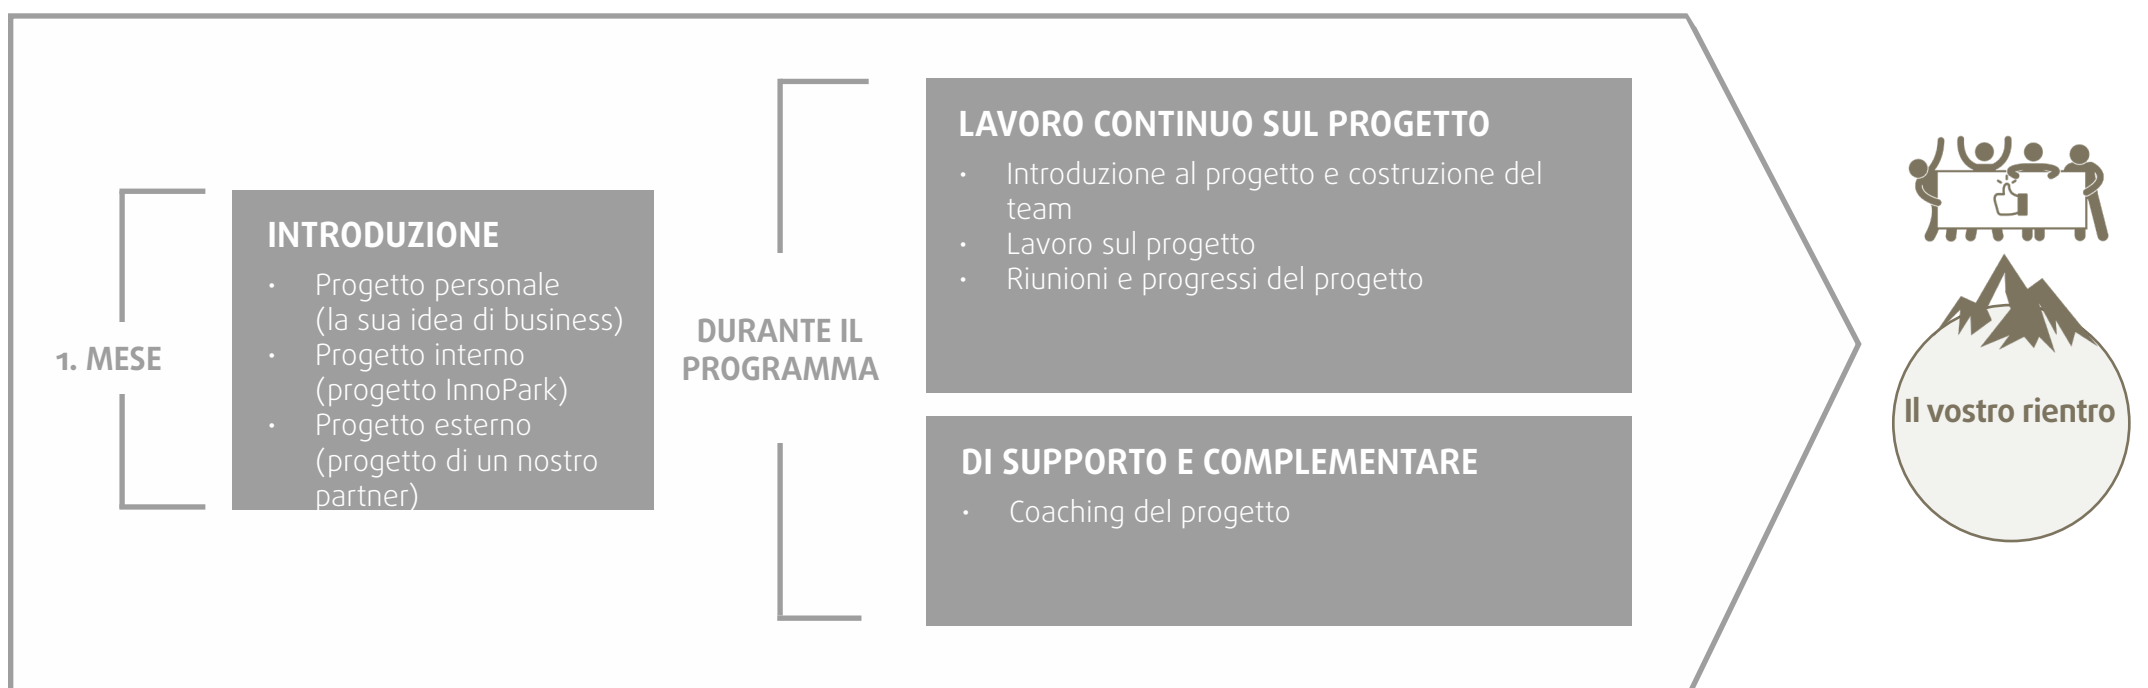 1. MESE
INTRODUZIONE
• Progetto personale
(la sua idea di business)
• Progetto interno
(progetto InnoPark)
• Progetto esterno
(progetto di un nostro
partner)
DURANTE IL
PROGRAMMA
LAVORO CONTINUO SUL PROGETTO
• Introduzione al progetto e costruzione del
team
• Lavoro sul progetto
• Riunioni e progressi del progetto
DI SUPPORTO E COMPLEMENTARE
• Coaching del progetto
Il vostro rientro